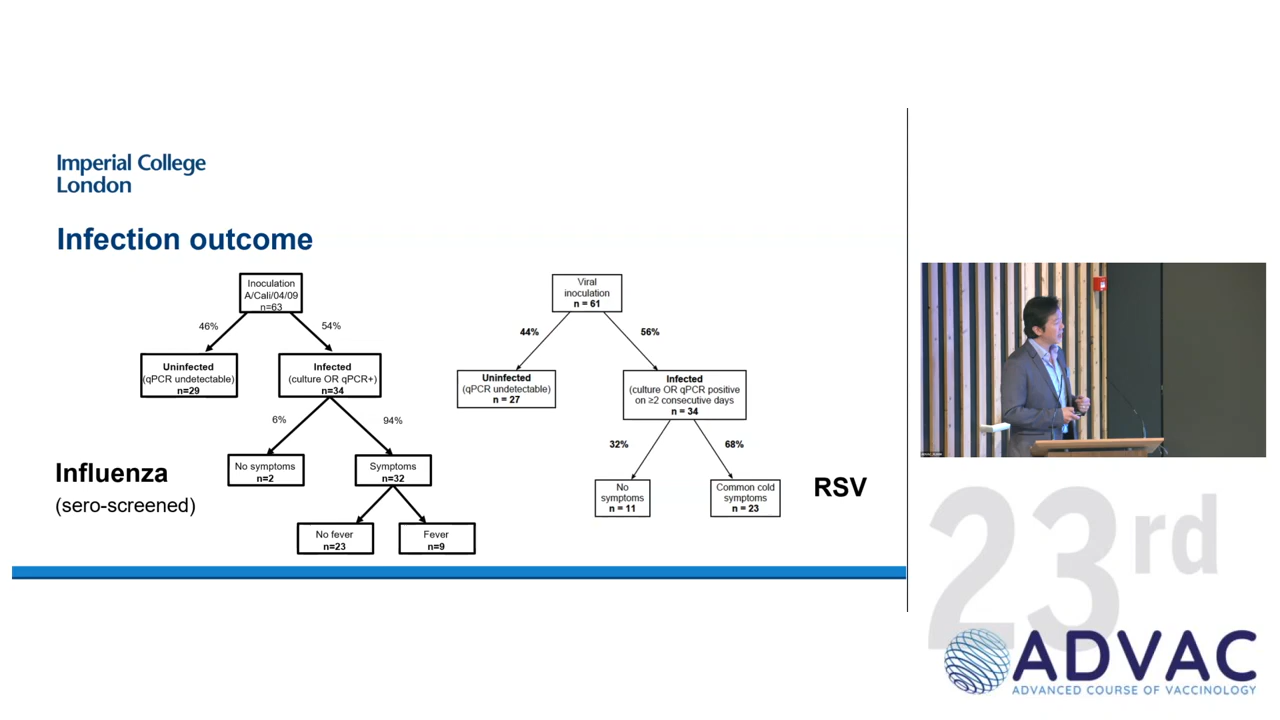 Imperial College
London
Infection outcome
Inoculation
A/Cali/04/09
n=63
46%
54%
Uninfected
(qPCR undetectable)
n=29
Infected
(culture OR qPCR+)
n=34
6%
94%
No symptoms
n=2
Symptoms
n=32
No fever
n=23
Fever
n=9
Influenza
(sero-screened)
Viral
inoculation
n = 61
44%
56%
Uninfected
(qPCR undetectable)
n = 27
Infected
(culture OR qPCR positive
on ≥2 consecutive days
n = 34
32%
68%
No
symptoms
n = 11
Common cold
symptoms
n = 23
RSV
23rd
ADVAC
ADVANCED COURSE OF VACCINOLOGY